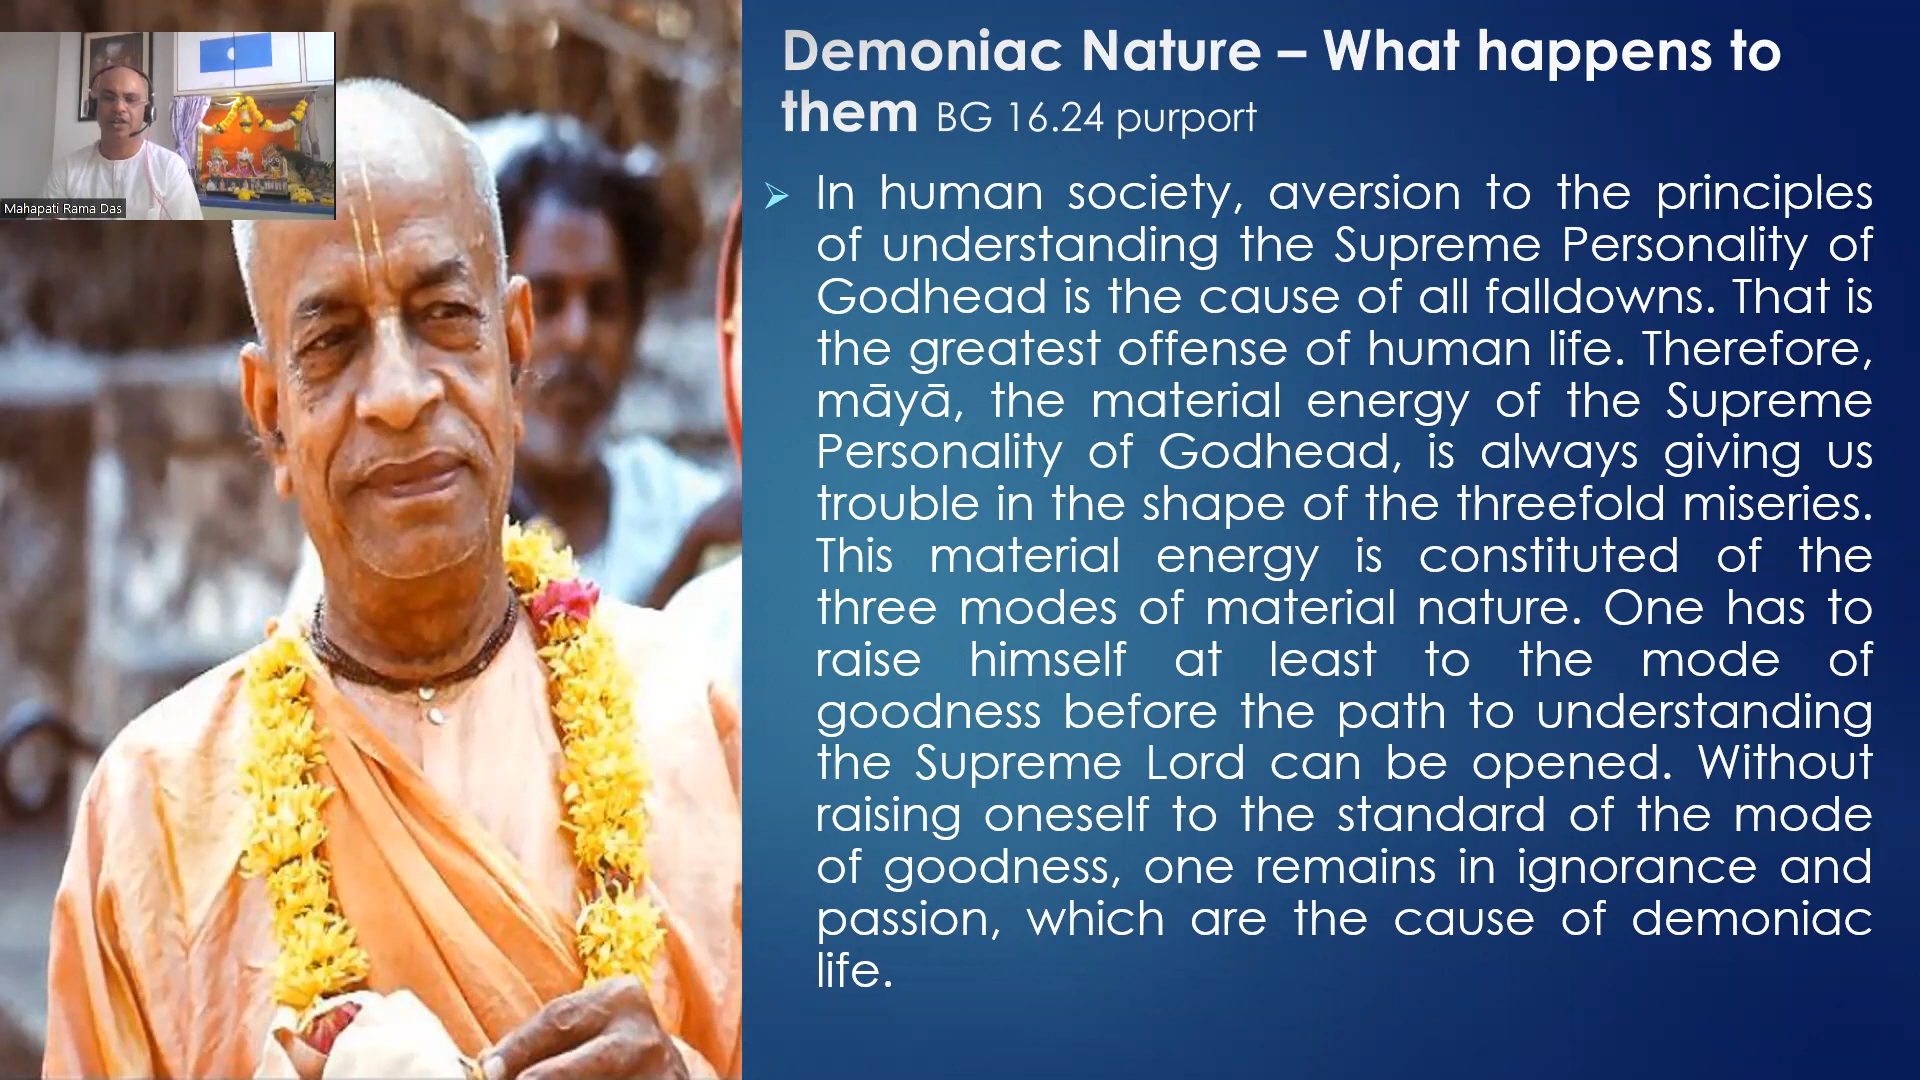 Demoniac Nature – What happens to
them BG 16.24 purport
Mahapati Rama Das
In human society, aversion to the principles
of understanding the Supreme Personality of
Godhead is the cause of all falldowns. That is
the greatest offense of human life. Therefore,
māyā, the material energy of the Supreme
Personality of Godhead, is always giving us
trouble in the shape of the threefold miseries.
This material energy is constituted of the
three modes of material nature. One has to
raise himself at least to the mode of
goodness before the path to understanding
the Supreme Lord can be opened. Without
raising oneself to the standard of the mode
of goodness, one remains in ignorance and
passion, which are the cause of demoniac
life.